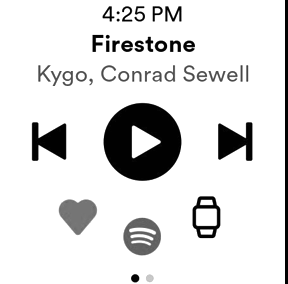 4:25 PM
Firestone
Kygo, Conrad Sewell